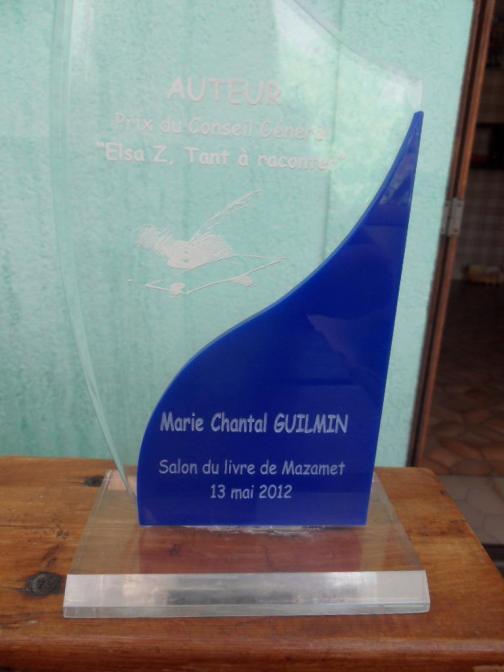 AUTEUR
Prix du Conseil Général
"Elsa Z, Tant à raconter"
Marie Chantal GUILMIN
Salon du livre de Mazamet
13 mai 2012